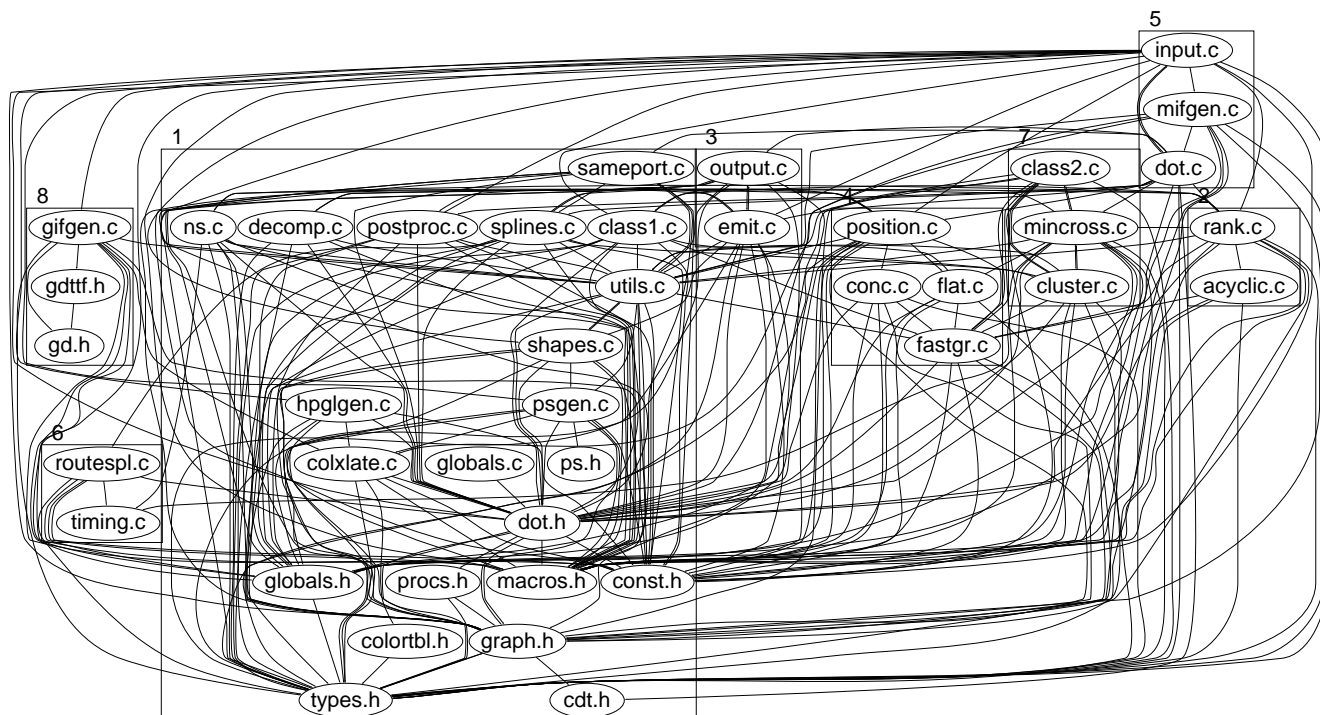 5
input.c
mifgen.c
1
3
7
sameport.c output.c class2.c dot.c
8
4
2
gifgen.c ns.c decomp.c postproc.c splines.c class1.c emit.c position.c mincross.c rank.c
gdttf.h utils.c conc.c flat.c cluster.c acyclic.c
gd.h shapes.c fastgr.c
hpglgen.c psgen.c
6
routespl.c colxlate.c globals.c ps.h
timing.c dot.h
globals.h procs.h macros.h const.h
colortbl.h graph.h
types.h cdt.h